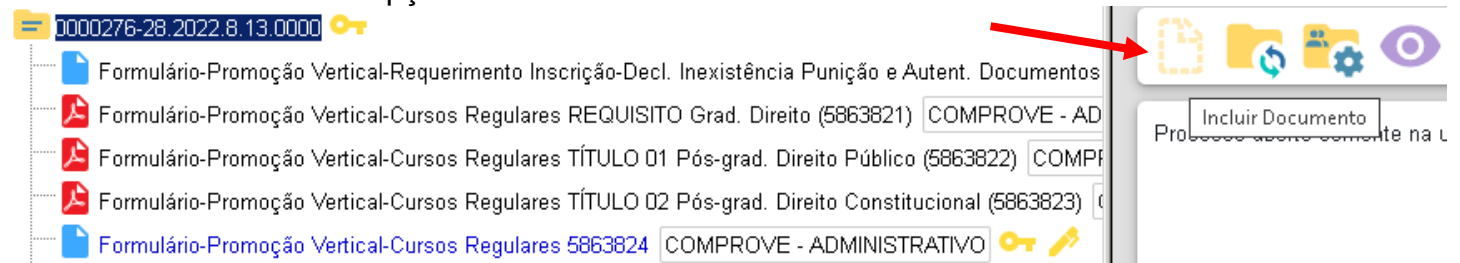 0000276-28.2022.8.13.0000
Formulário-Promoção Vertical-Requerimento Inscrição-Decl. Inexistência Punição e Autent. Documentos
Formulário-Promoção Vertical-Cursos Regulares REQUISITO Grad. Direito (5863821) COMPROVE - AD
Formulário-Promoção Vertical-Cursos Regulares TÍTULO 01 Pós-grad. Direito Público (5863822) COMP
Formulário-Promoção Vertical-Cursos Regulares TÍTULO 02 Pós-grad. Direito Constitucional (5863823)
Formulário-Promoção Vertical-Cursos Regulares 5863824 COMPROVE - ADMINISTRATIVO
Incluir Documento
na u